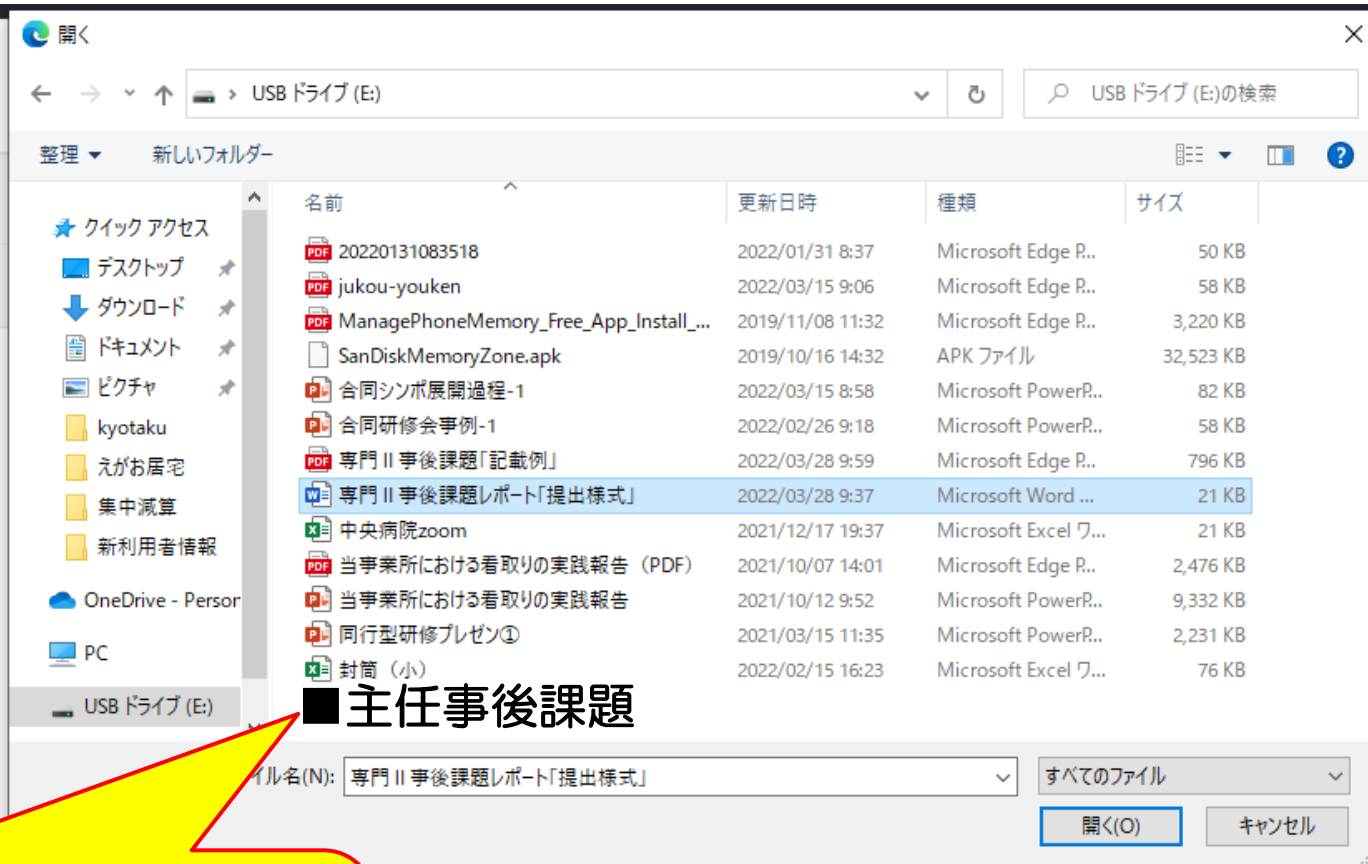 開く
USB ドライブ (E:)
USB ドライブ (E:)の検索
整理
新しいフォルダー
クイック アクセス
デスクトップ
ダウンロード
ドキュメント
ピクチャ
kyotaku
えがお居宅
集中減算
新利用者情報
OneDrive - Person
PC
USB ドライブ (E:)
名前 更新日時 種類 サイズ
20220131083518 2022/01/31 8:37 Microsoft Edge P... 50 KB
jukou-youken 2022/03/15 9:06 Microsoft Edge P... 58 KB
ManagePhoneMemory_Free_App_Install_... 2019/11/08 11:32 Microsoft Edge P... 3,220 KB
SanDiskMemoryZone.apk 2019/10/16 14:32 APK ファイル 32,523 KB
合同シンポ展開過程-1 2022/03/15 8:58 Microsoft PowerP... 82 KB
合同研修会事例-1 2022/02/26 9:18 Microsoft PowerP... 58 KB
専門Ⅱ事後課題「記載例」 2022/03/28 9:59 Microsoft Edge P... 796 KB
専門Ⅱ事後課題レポート「提出様式」 2022/03/28 9:37 Microsoft Word ... 21 KB
中央病院zoom 2021/12/17 19:37 Microsoft Excel ワ... 21 KB
当事業所における看取りの実践報告（PDF） 2021/10/07 14:01 Microsoft Edge P... 2,476 KB
当事業所における看取りの実践報告 2021/10/12 9:52 Microsoft PowerP... 9,332 KB
同行型研修プレゼン① 2021/03/15 11:35 Microsoft PowerP... 2,231 KB
封筒（小） 2022/02/15 16:23 Microsoft Excel ワ... 76 KB
■主任事後課題
イル名(N): 専門Ⅱ事後課題レポート「提出様式」
すべてのファイル
開く(O)
キャンセル